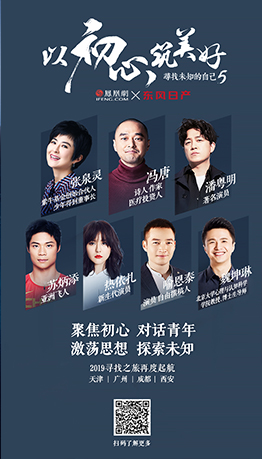 以初心筑美好
寻找未知的自己5
鳳凰網
IFENG.COM
×
东风日产
张泉灵
紫牛基金创始合伙人
少年得到董事长
冯唐
诗人作家
医疗投资人
潘粤明
著名演员
苏炳添
亚洲飞人
热依扎
新生代演员
喻恩泰
演员 自由撰稿人
魏坤琳
北京大学心理与认知科学
学院教授、博士生导师
聚焦初心 对话青年
激荡思想 探索未知
2019寻找之旅再度起航
天津 | 广州 | 成都 | 西安
扫码了解更多